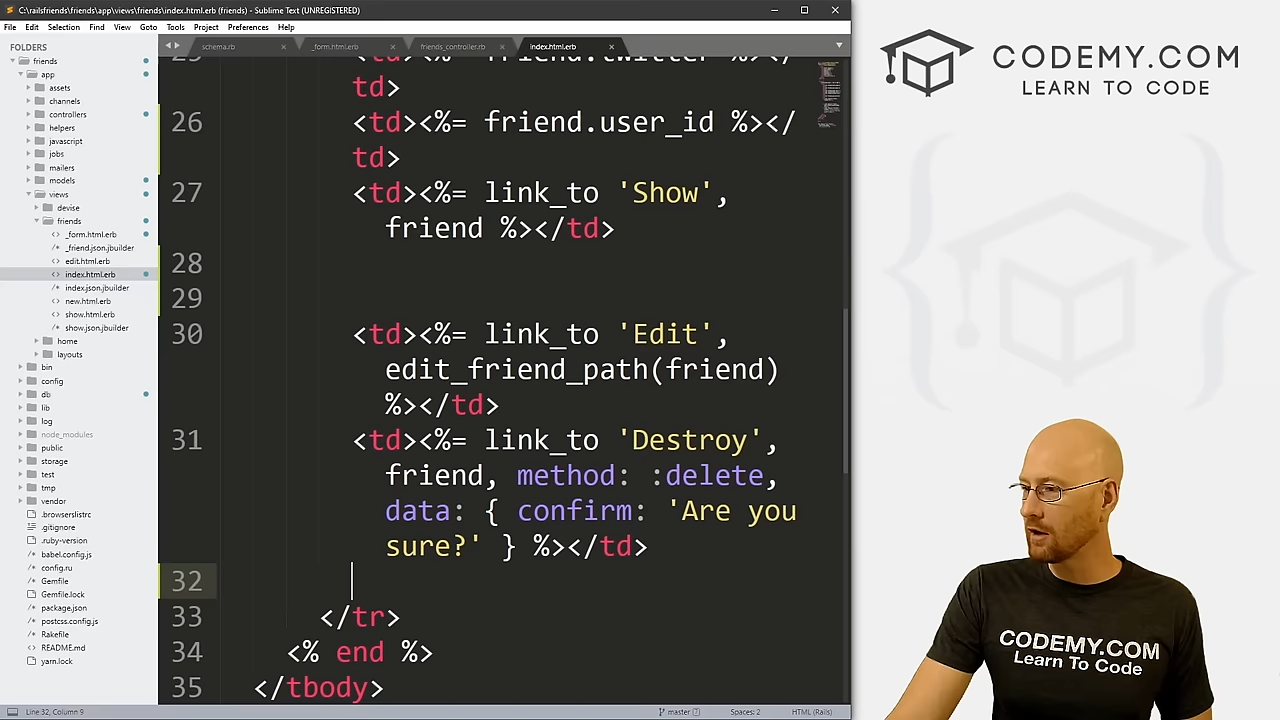 C:\railsfriends\friends\app\views\friends\index.html.erb (friends) - Sublime Text (UNREGISTERED)
File Edit Selection Find View Goto Tools Project Preferences Help
FOLDERS
friends
app
assets
channels
controllers
helpers
javascript
jobs
mailers
models
views
devise
friends
_form.html.erb
_friend.json.jbuilder
edit.html.erb
index.html.erb
index.json.jbuilder
new.html.erb
show.html.erb
show.json.jbuilder
home
layouts
bin
config
db
lib
log
node_modules
public
storage
test
tmp
vendor
.browserslistrc
.gitignore
.ruby-version
babel.config.js
config.ru
Gemfile
Gemfile.lock
package.json
postcss.config.js
Rakefile
README.md
yarn.lock
schema.rb
_form.html.erb
friends_controller.rb
index.html.erb
25 <td><%= friend.twitter %></
td>
26 <td><%= friend.user_id %></
td>
27 <td><%= link_to 'Show',
friend %></td>
28
29
30 <td><%= link_to 'Edit',
edit_friend_path(friend)
%></td>
31 <td><%= link_to 'Destroy',
friend, method: :delete,
data: { confirm: 'Are you
sure?' } %></td>
32
33 </tr>
34 <% end %>
35 </tbody>
Line 32, Column 9
master
Spaces: 2
HTML (Rails)
CODEMY.COM
LEARN TO CODE
CODEMY.COM
Learn To Code